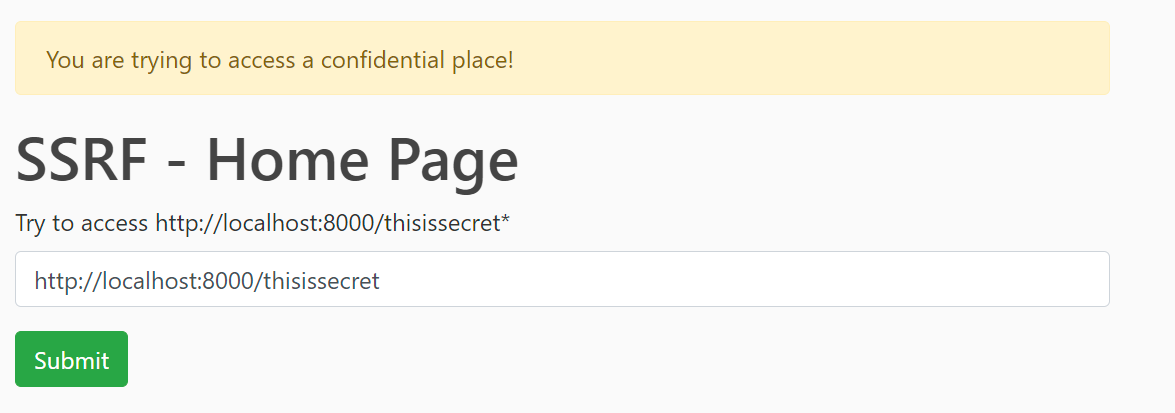 You are trying to access a confidential place!
SSRF - Home Page
Try to access http://localhost:8000/thisissecret*
http://localhost:8000/thisissecret
Submit